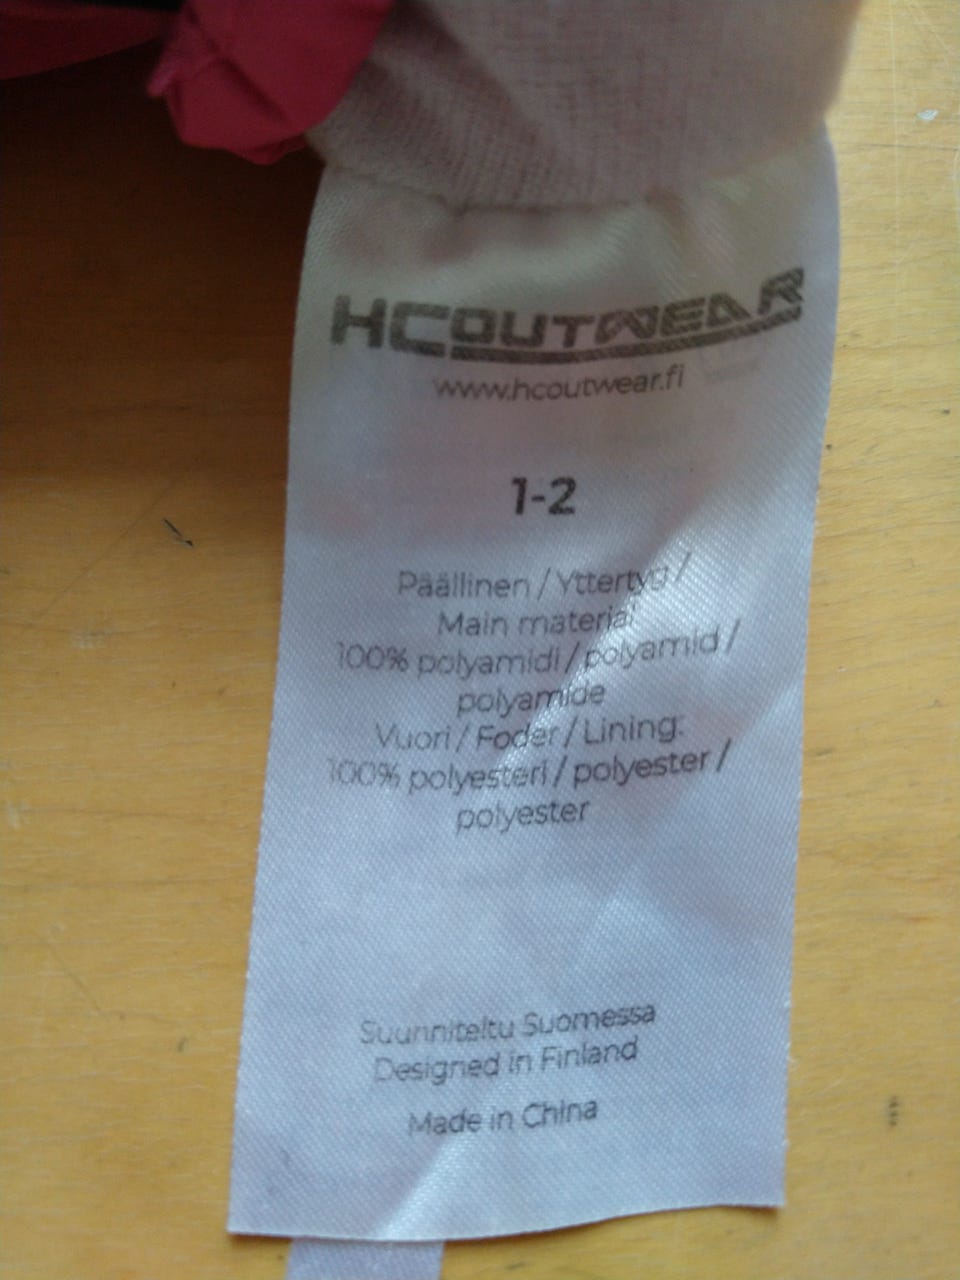 HCOUTWEAR
www.hcoutwear.fi
1-2
Päällinen / Yttertyg /
Main material
100% polyamidi / polyamid /
polyamide
Vuori / Foder / Lining:
100% polyesteri / polyester /
polyester
Suunniteltu Suomessa
Designed in Finland
Made in China